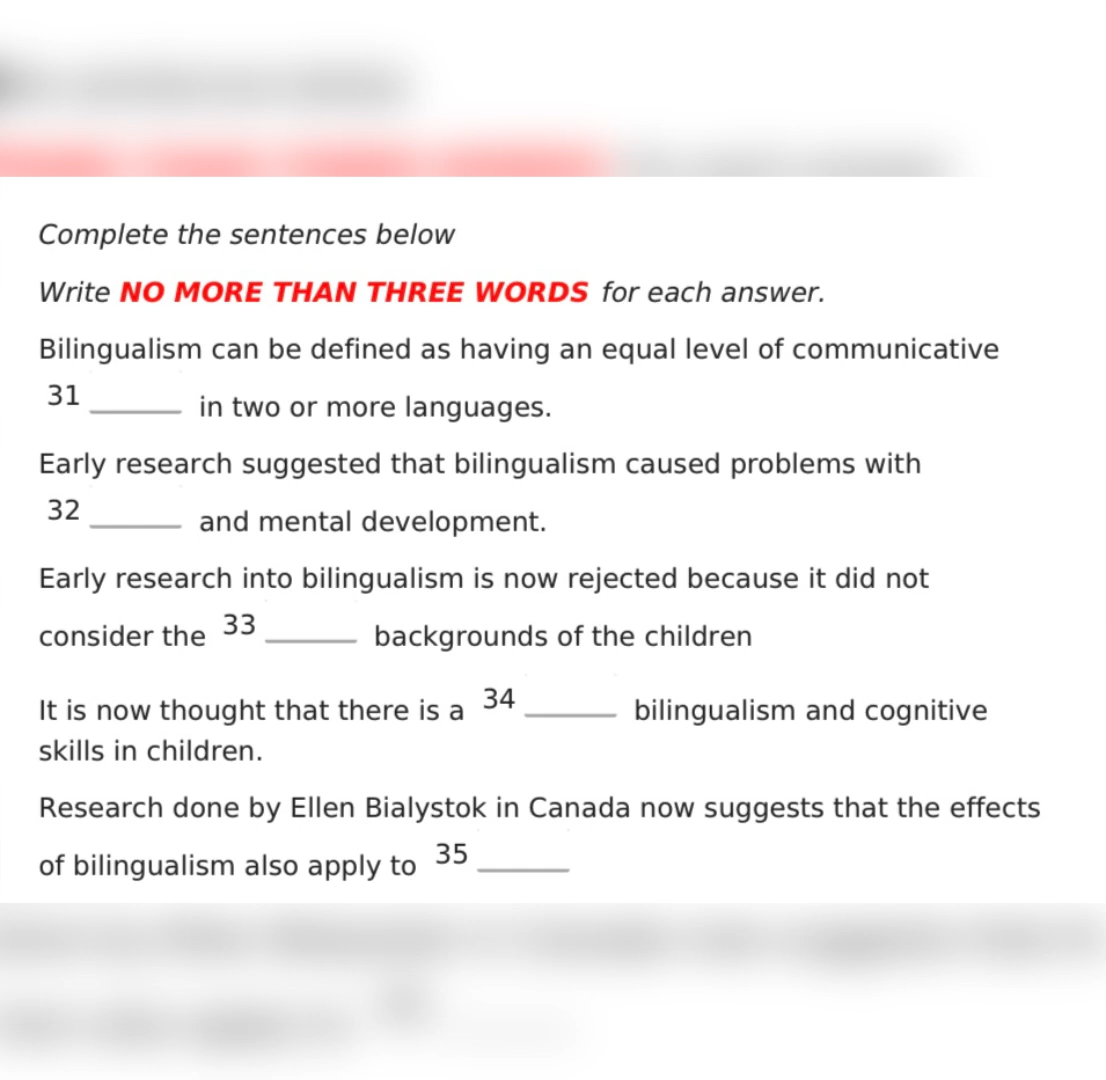 Complete the sentences below
Write NO MORE THAN THREE WORDS for each answer.
Bilingualism can be defined as having an equal level of communicative
31 ______ in two or more languages.
Early research suggested that bilingualism caused problems with
32 ______ and mental development.
Early research into bilingualism is now rejected because it did not
consider the 33 ______ backgrounds of the children
It is now thought that there is a 34 ______ bilingualism and cognitive
skills in children.
Research done by Ellen Bialystok in Canada now suggests that the effects
of bilingualism also apply to 35 ______